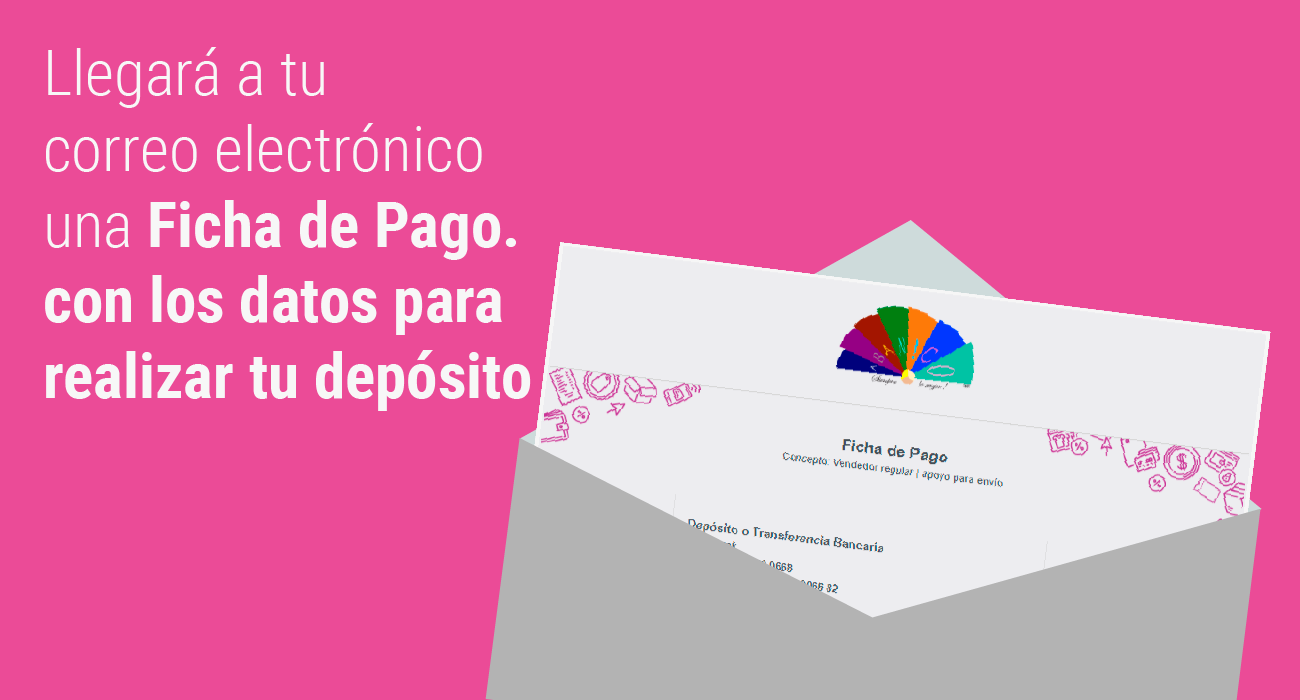 Llegará a tu
correo electrónico
una Ficha de Pago.
con los datos para
realizar tu depósito
Ficha de Pago
Concepto: Vendedor regular | apoyo para envío
Depósito o Transferencia Bancaria
0668